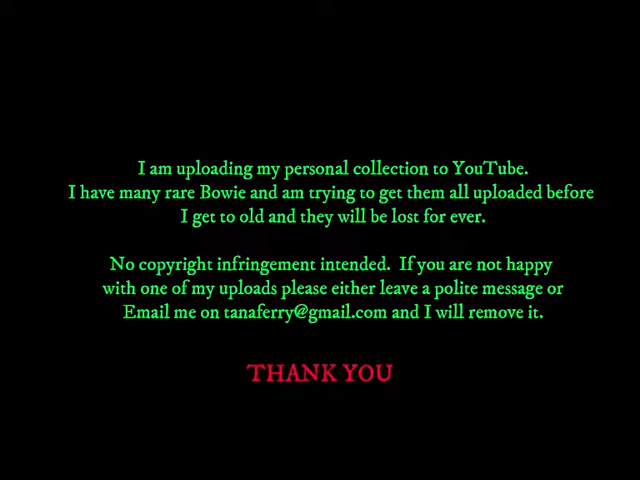 I am uploading my personal collection to YouTube.
I have many rare Bowie and am trying to get them all uploaded before
I get to old and they will be lost for ever.
No copyright infringement intended.  If you are not happy
with one of my uploads please either leave a polite message or
Email me on tanaferry@gmail.com and I will remove it.
THANK YOU